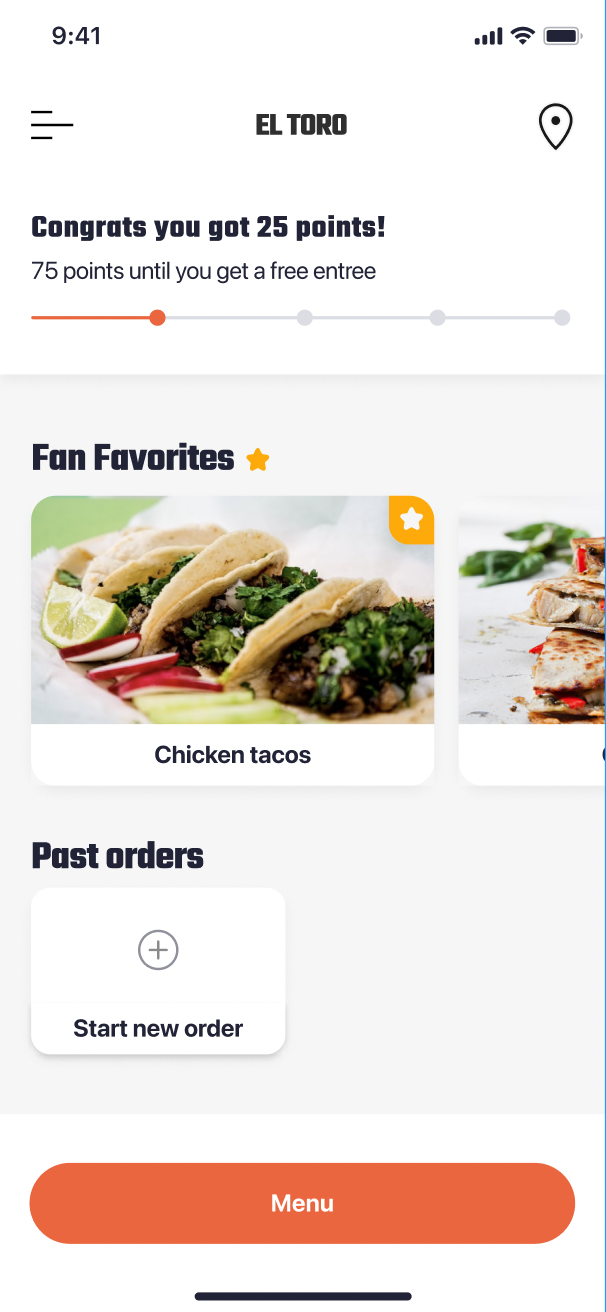 9:41
EL TORO
Congrats you got 25 points!
75 points until you get a free entree
Fan Favorites
Chicken tacos
Past orders
Start new order
Menu